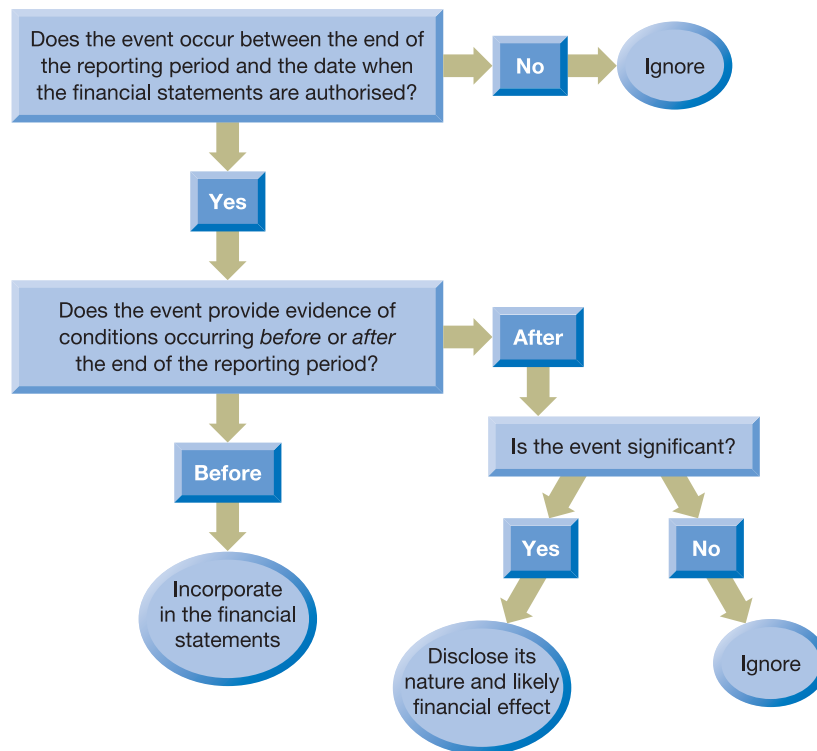 Does the event occur between the end of
the reporting period and the date when
the financial statements are authorised?
No
Ignore
Yes
Does the event provide evidence of
conditions occurring before or after
the end of the reporting period?
After
Is the event significant?
Before
Yes
No
Incorporate
in the financial
statements
Disclose its
nature and likely
financial effect
Ignore